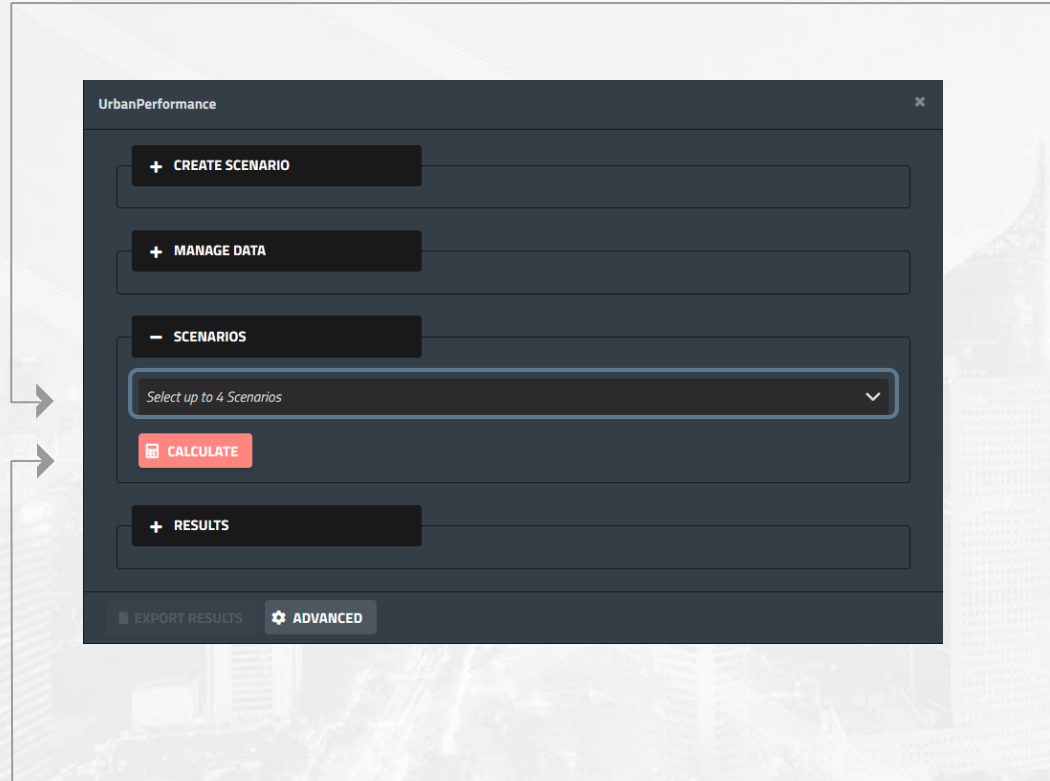 UrbanPerformance
CREATE SCENARIO
MANAGE DATA
SCENARIOS
Select up to 4 Scenarios
CALCULATE
RESULTS
EXPORT RESULTS
ADVANCED